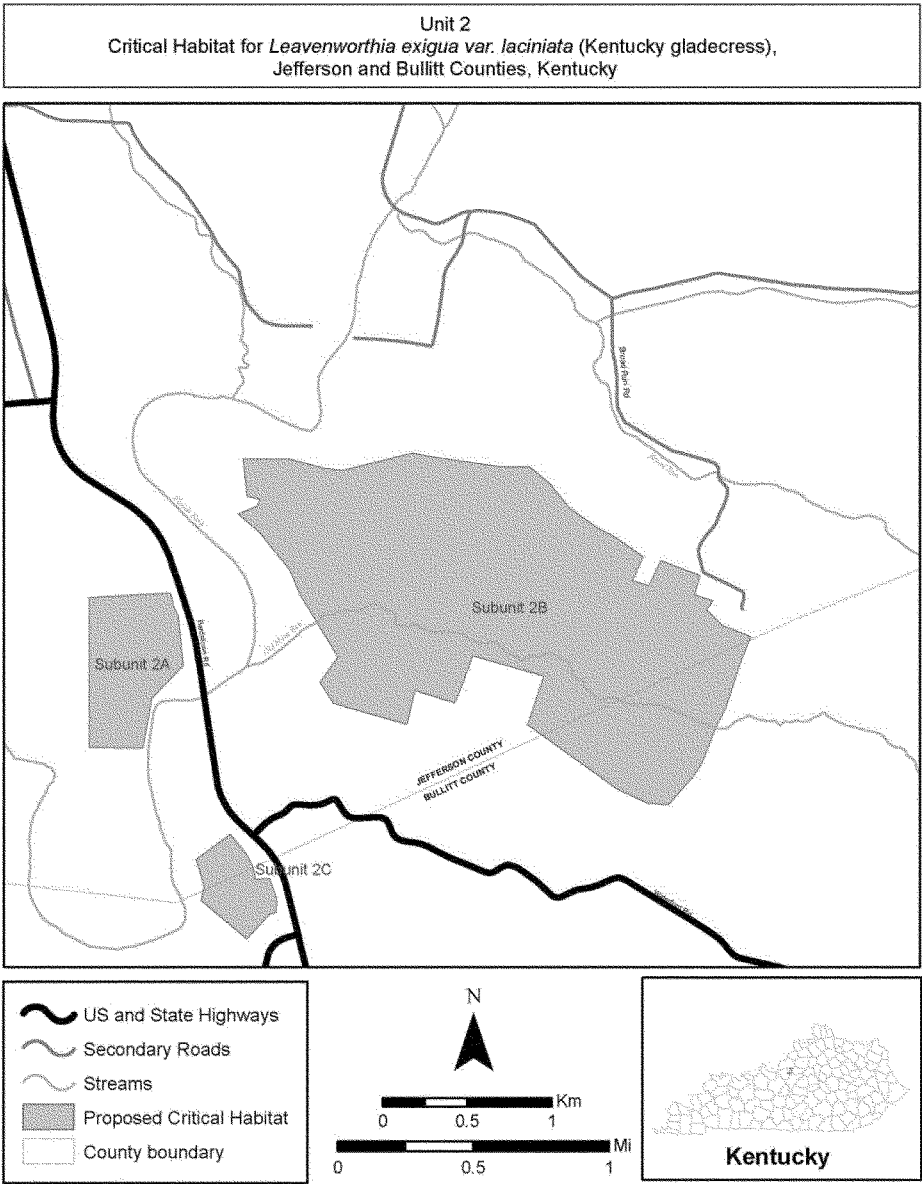 Unit 2
Critical Habitat for Leavenworthia exigua var. laciniata (Kentucky gladecress),
Jefferson and Bullitt Counties, Kentucky
Broad Run Rd
Subunit 2B
Subunit 2A
JEFFERSON COUNTY
BULLITT COUNTY
Subunit 2C
US and State Highways
Secondary Roads
Streams
Proposed Critical Habitat
County boundary
N
Km
0 0.5 1
Mi
0 0.5 1
Kentucky